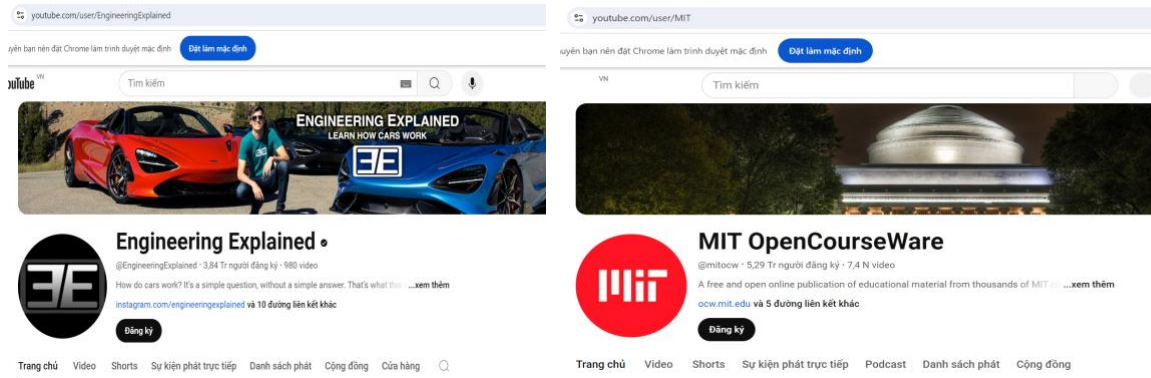 youtube.com/user/EngineeringExplained
uyên bạn nên đặt Chrome làm trình duyệt mặc định Đặt làm mặc định
ouTube VN
Tìm kiếm
ENGINEERING EXPLAINED
LEARN HOW CARS WORK
Engineering Explained
@EngineeringExplained · 3,84 Tr người đăng ký · 980 video
How do cars work? It's a simple question, without a simple answer. That's what this ...xem thêm
instagram.com/engineeringexplained và 10 đường liên kết khác
Đăng ký
Trang chủ Video Shorts Sự kiện phát trực tiếp Danh sách phát Cộng đồng Cửa hàng
youtube.com/user/MIT
uyên bạn nên đặt Chrome làm trình duyệt mặc định Đặt làm mặc định
VN
Tìm kiếm
MIT OpenCourseWare
@mitocw · 5,29 Tr người đăng ký · 7,4 N video
A free and open online publication of educational material from thousands of MIT ...xem thêm
ocw.mit.edu và 5 đường liên kết khác
Đăng ký
Trang chủ Video Shorts Sự kiện phát trực tiếp Podcast Danh sách phát Cộng đồng